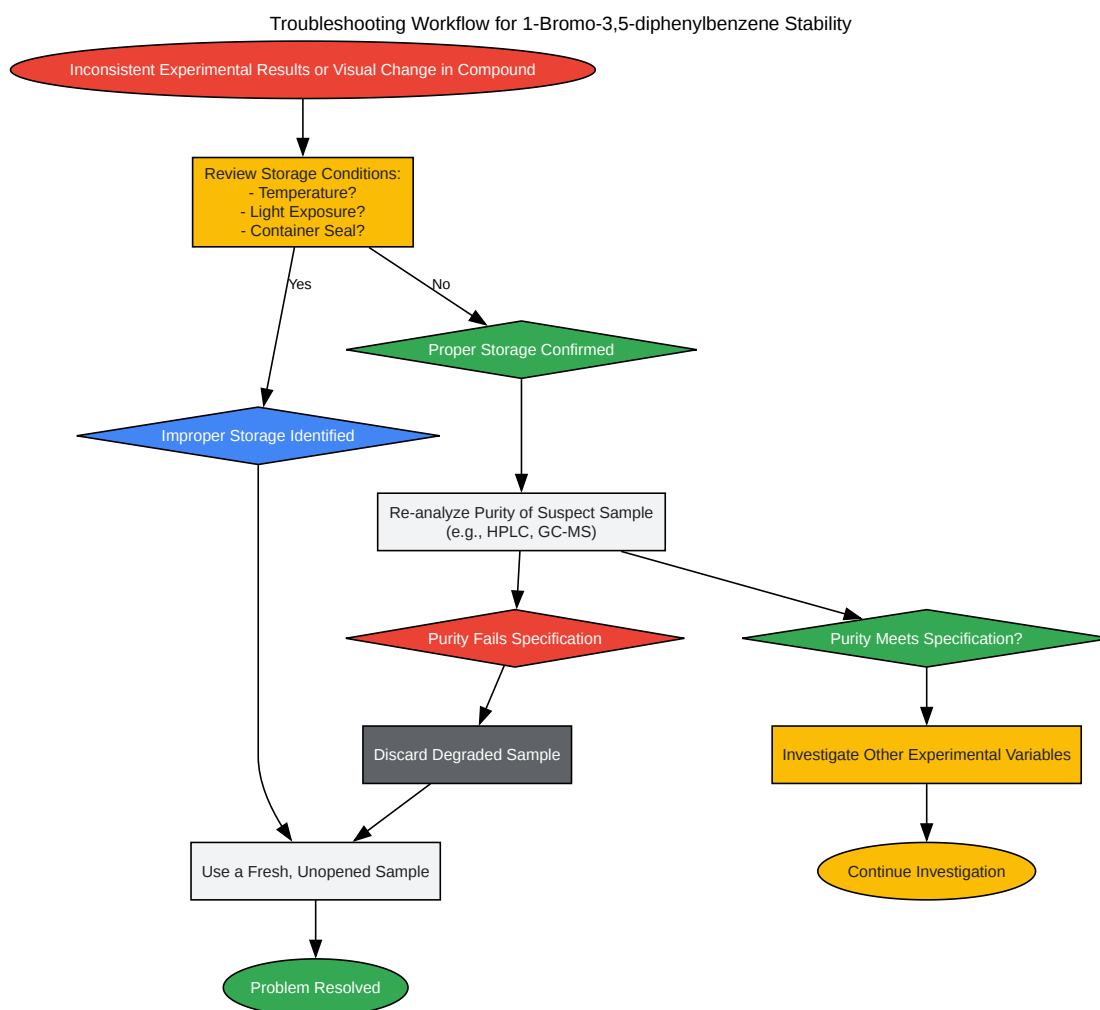 Troubleshooting Workflow for 1-Bromo-3,5-diphenylbenzene Stability
Inconsistent Experimental Results or Visual Change in Compound
Review Storage Conditions:
- Temperature?
- Light Exposure?
- Container Seal?
Yes
No
Proper Storage Confirmed
Improper Storage Identified
Re-analyze Purity of Suspect Sample
(e.g., HPLC, GC-MS)
Purity Fails Specification
Purity Meets Specification?
Discard Degraded Sample
Investigate Other Experimental Variables
Use a Fresh, Unopened Sample
Continue Investigation
Problem Resolved